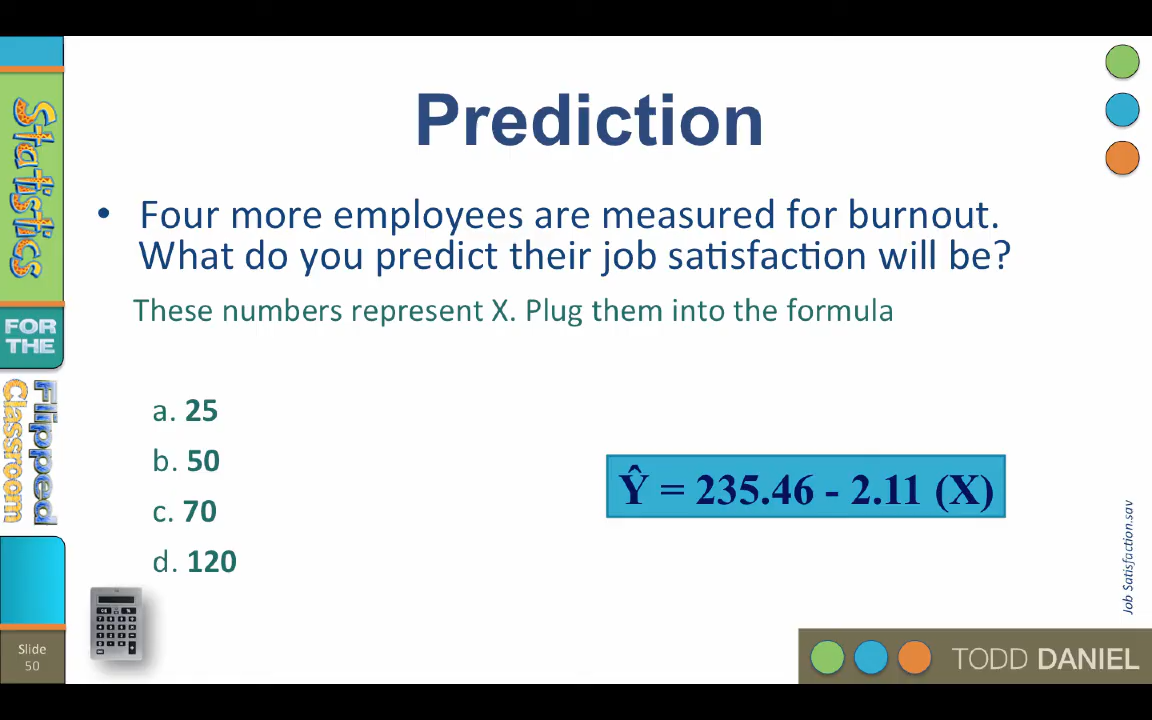 Prediction
• Four more employees are measured for burnout.
What do you predict their job satisfaction will be?
These numbers represent X. Plug them into the formula
a. 25
b. 50
c. 70
d. 120
Ŷ = 235.46 - 2.11 (X)
Statistics
FOR
THE
Flipped
Classroom
Slide
50
Job Satisfaction.sav
TODD DANIEL